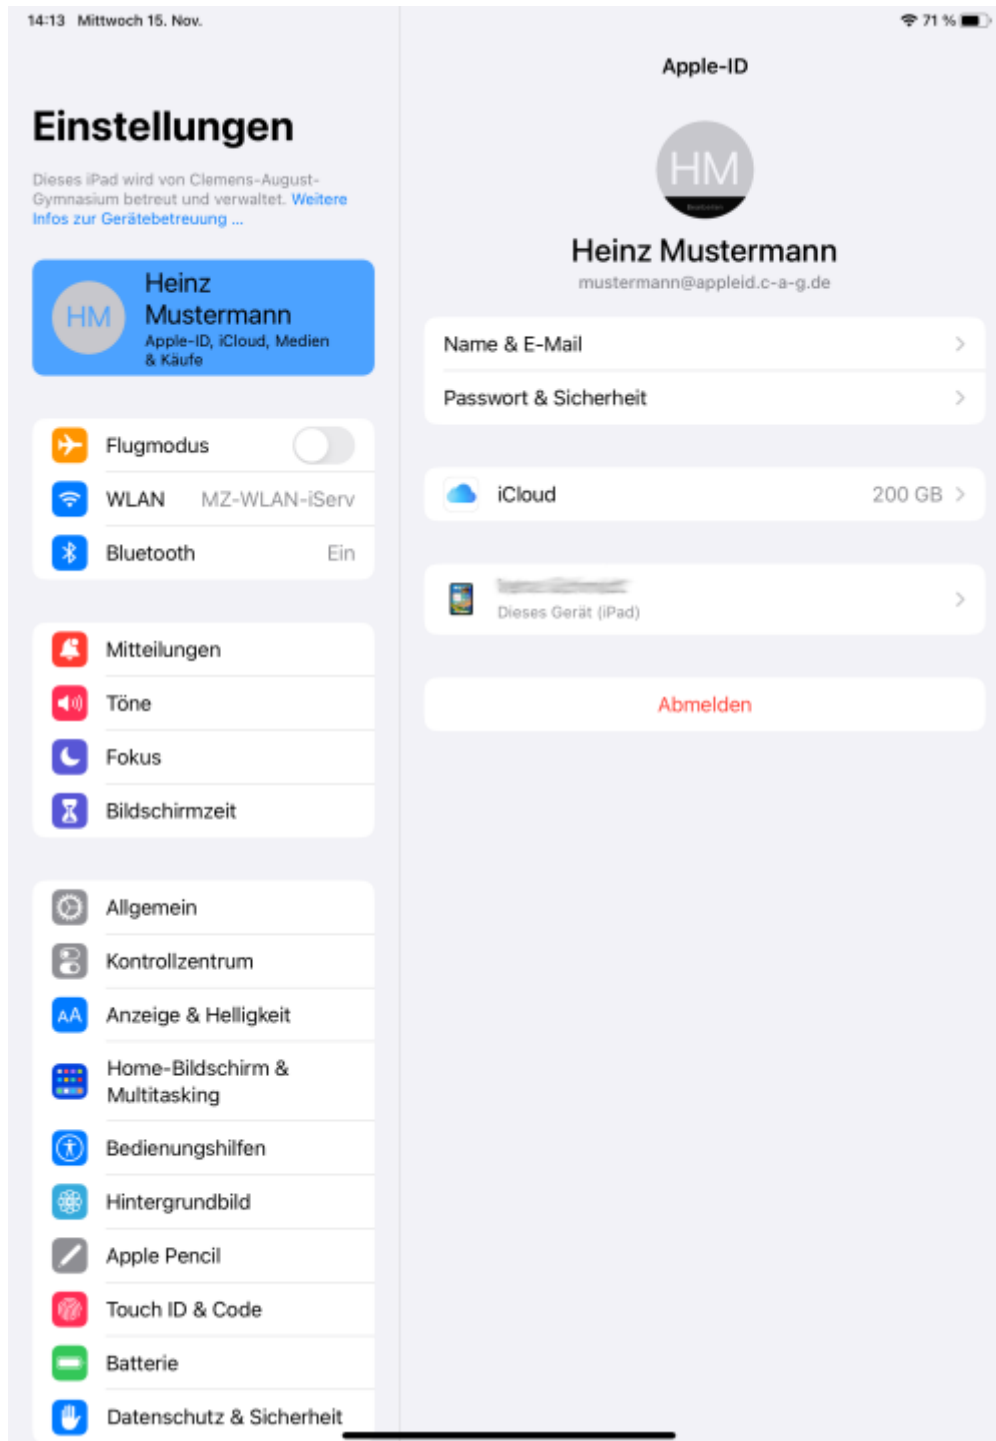 14:13 Mittwoch 15. Nov.
71 %
Einstellungen
Dieses iPad wird von Clemens-August-
Gymnasium betreut und verwaltet. Weitere
Infos zur Gerätebetreuung ...
HM
Heinz
Mustermann
Apple-ID, iCloud, Medien
& Käufe
Flugmodus
WLAN MZ-WLAN-iServ
Bluetooth Ein
Mitteilungen
Töne
Fokus
Bildschirmzeit
Allgemein
Kontrollzentrum
AA Anzeige & Helligkeit
Home-Bildschirm &
Multitasking
Bedienungshilfen
Hintergrundbild
Apple Pencil
Touch ID & Code
Batterie
Datenschutz & Sicherheit
Apple-ID
HM
Bearbeiten
Heinz Mustermann
mustermann@appleid.c-a-g.de
Name & E-Mail
Passwort & Sicherheit
iCloud 200 GB
Dieses Gerät (iPad)
Abmelden